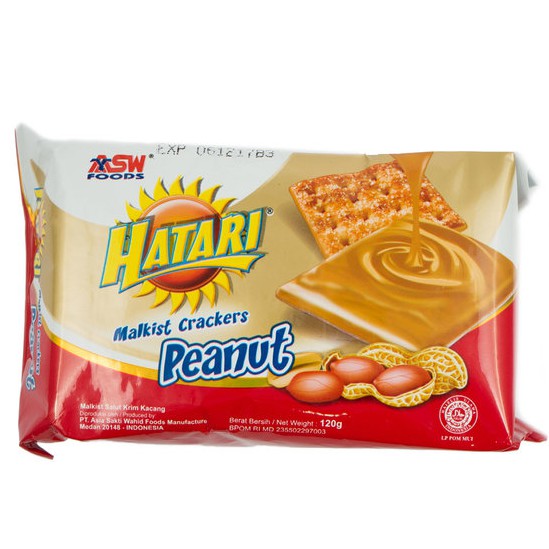 EXP 061217B3
ASW®
FOODS
HATARI®
Malkist Crackers
Peanut
Malkist Salut Krim Kacang
Diproduksi oleh / Produced by
PT. Asia Sakti Wahid Foods Manufacture
Medan 20148 - INDONESIA
Berat Bersih / Net Weight : 120g
BPOM RI MD 235502297003
LP POM MUI